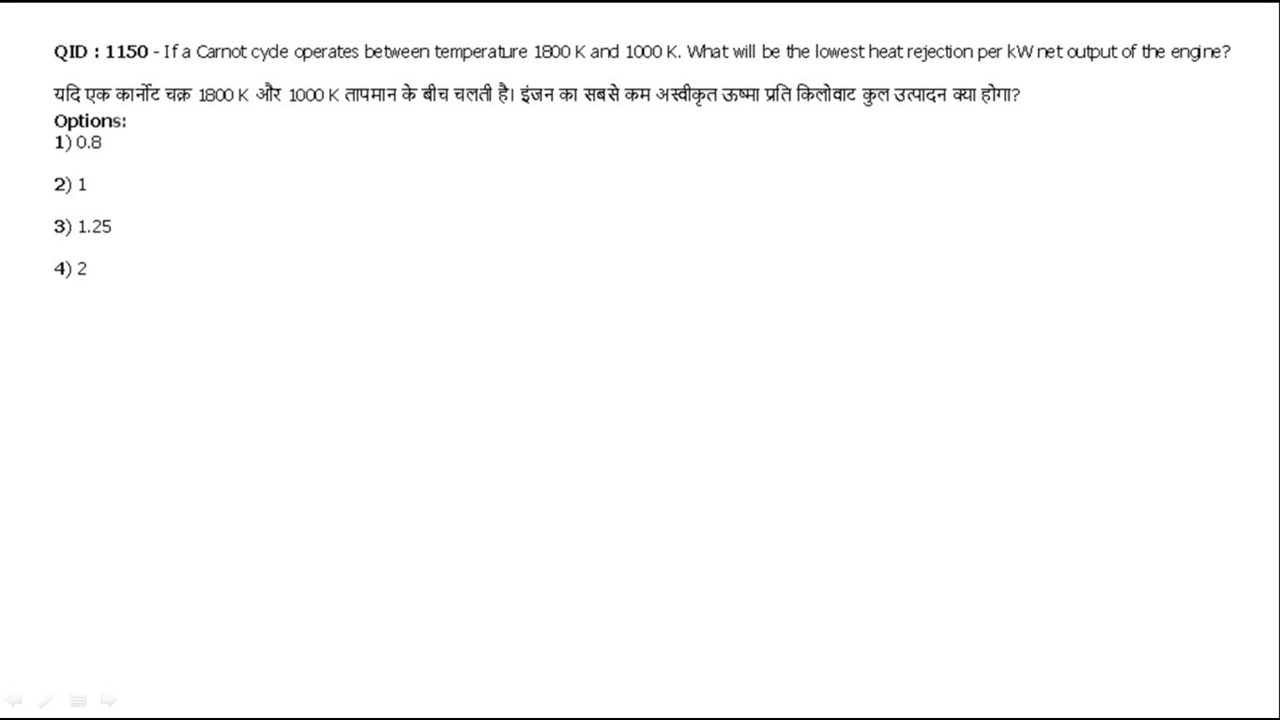 QID : 1150 - If a Carnot cycle operates between temperature 1800 K and 1000 K. What will be the lowest heat rejection per kW net output of the engine?
यदि एक कार्नोट चक्र 1800 K और 1000 K तापमान के बीच चलती है। इंजन का सबसे कम अस्वीकृत ऊष्मा प्रति किलोवाट कुल उत्पादन क्या होगा?
Options:
1) 0.8
2) 1
3) 1.25
4) 2